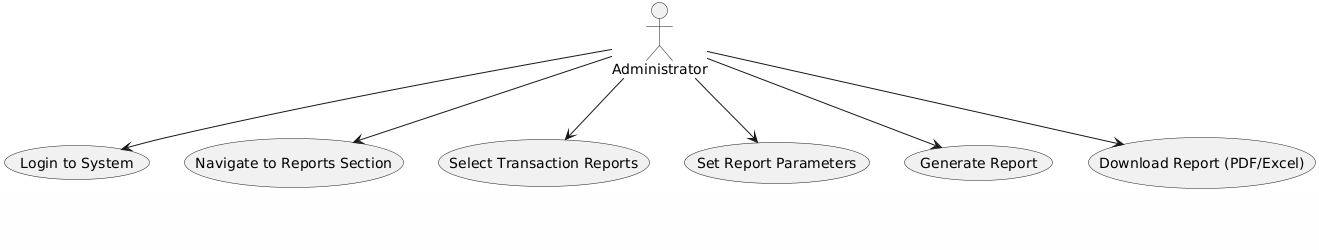 Administrator
Login to System
Navigate to Reports Section
Select Transaction Reports
Set Report Parameters
Generate Report
Download Report (PDF/Excel)